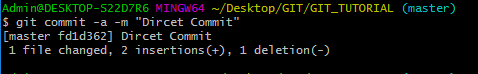 Admin@DESKTOP-S22D7R6 MINGW64 ~/Desktop/GIT/GIT_TUTORIAL (master)
$ git commit -a -m "Dircet Commit"
[master fd1d362] Dircet Commit
 1 file changed, 2 insertions(+), 1 deletion(-)